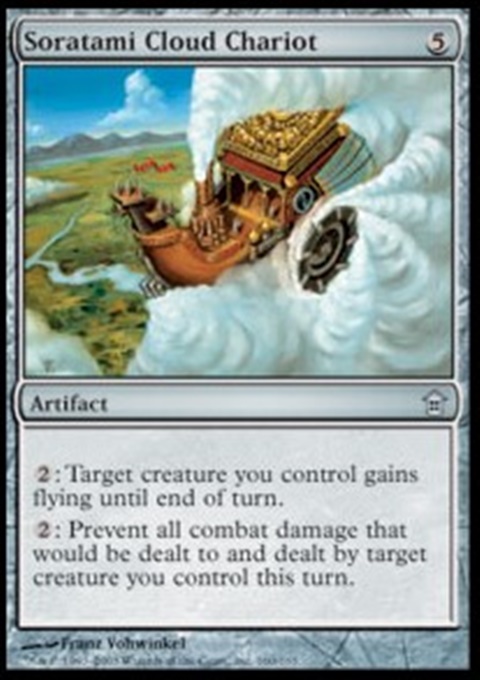 Soratami Cloud Chariot 5
Artifact
2: Target creature you control gains
flying until end of turn.
2: Prevent all combat damage that
would be dealt to and dealt by target
creature you control this turn.
Franz Vohwinkel